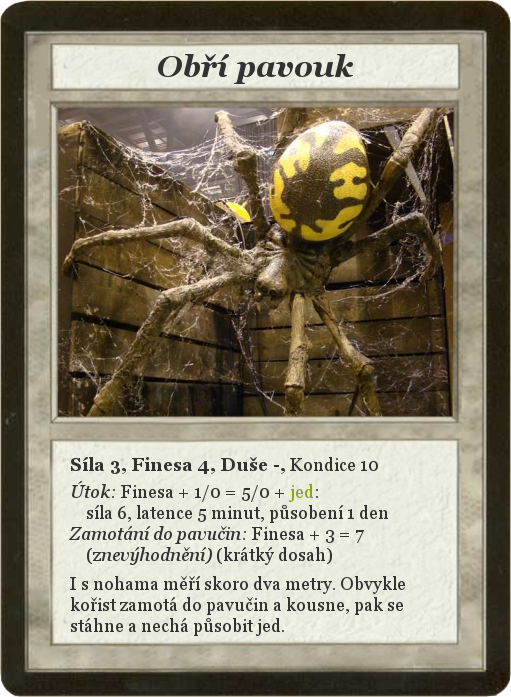 Obří pavouk
Síla 3, Finesa 4, Duše -, Kondice 10
Útok: Finesa + 1/0 = 5/0 + jed:
síla 6, latence 5 minut, působení 1 den
Zamotání do pavučin: Finesa + 3 = 7
(znevýhodnění) (krátký dosah)
I s nohama měří skoro dva metry. Obvykle
kořist zamotá do pavučin a kousne, pak se
stáhne a nechá působit jed.